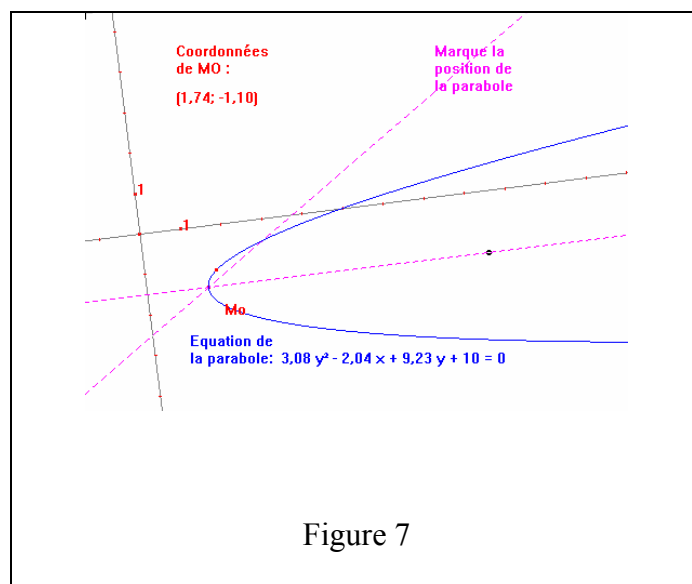 Coordonnées
de MO :
(1,74; -1,10)
Marque la
position de
la parabole
1
1
Mo
Equation de
la parabole: 3,08 y² - 2,04 x + 9,23 y + 10 = 0
Figure 7